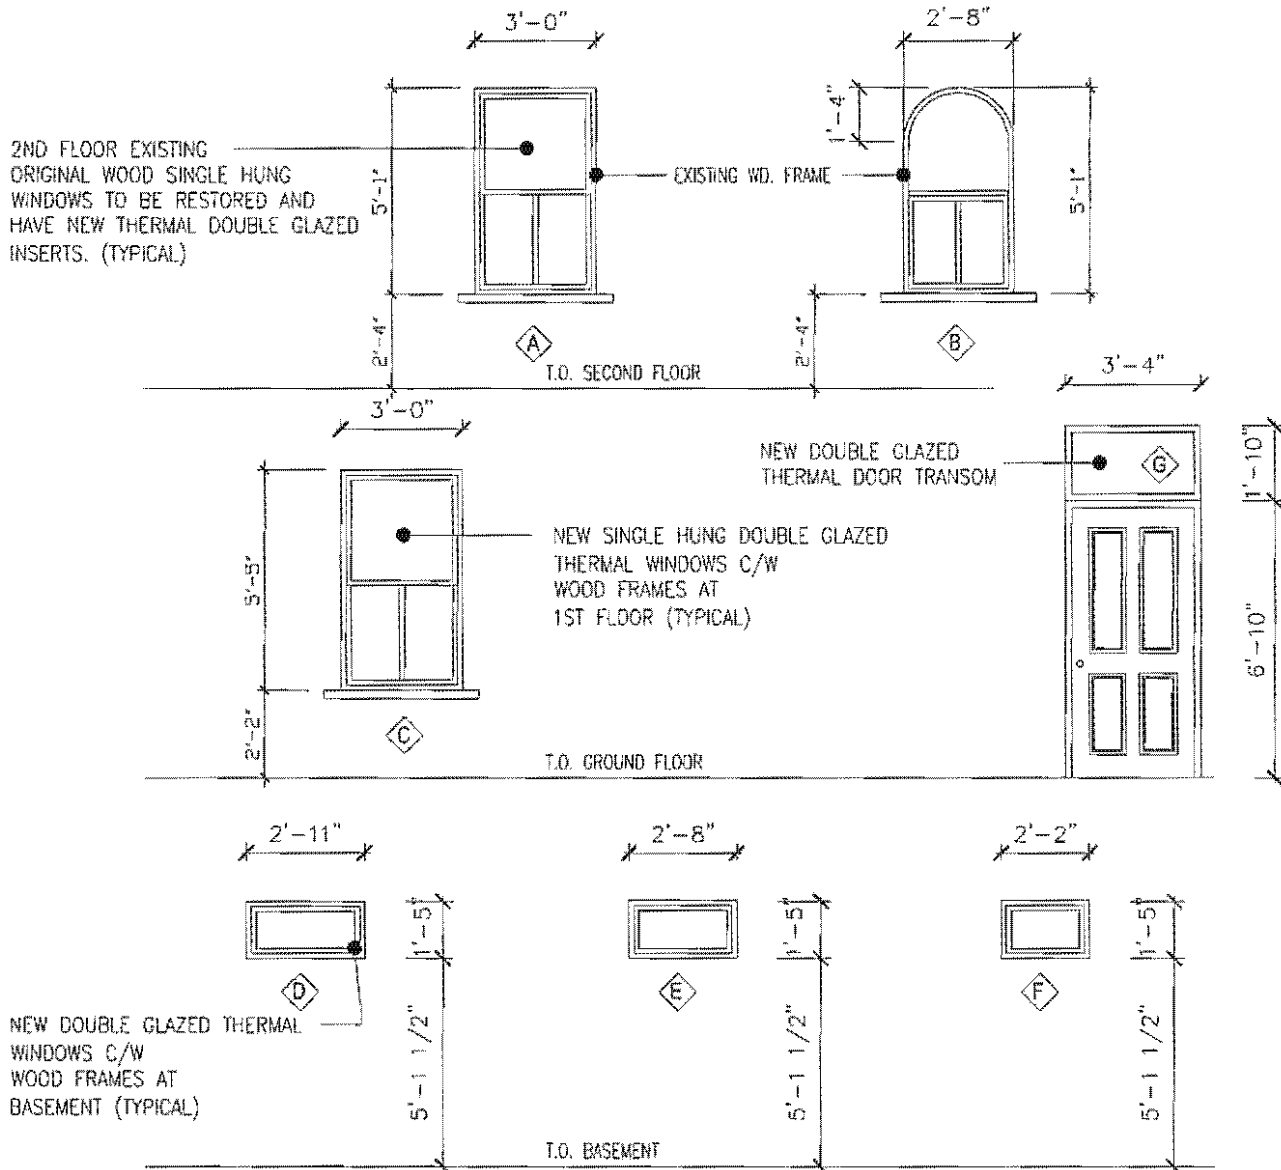 3'-0"
2'-8"
1'-4"
2ND FLOOR EXISTING
ORIGINAL WOOD SINGLE HUNG
WINDOWS TO BE RESTORED AND
HAVE NEW THERMAL DOUBLE GLAZED
INSERTS. (TYPICAL)
5'-1"
EXISTING WD. FRAME
5'-1"
2'-4"
A
2'-4"
B
T.O. SECOND FLOOR
3'-4"
3'-0"
NEW DOUBLE GLAZED
THERMAL DOOR TRANSOM
G
1'-10"
NEW SINGLE HUNG DOUBLE GLAZED
THERMAL WINDOWS C/W
WOOD FRAMES AT
1ST FLOOR (TYPICAL)
5'-5"
6'-10"
2'-2"
C
T.O. GROUND FLOOR
2'-11"
2'-8"
2'-2"
1'-5"
1'-5"
1'-5"
D
E
F
NEW DOUBLE GLAZED THERMAL
WINDOWS C/W
WOOD FRAMES AT
BASEMENT (TYPICAL)
5'-1 1/2"
5'-1 1/2"
5'-1 1/2"
T.O. BASEMENT